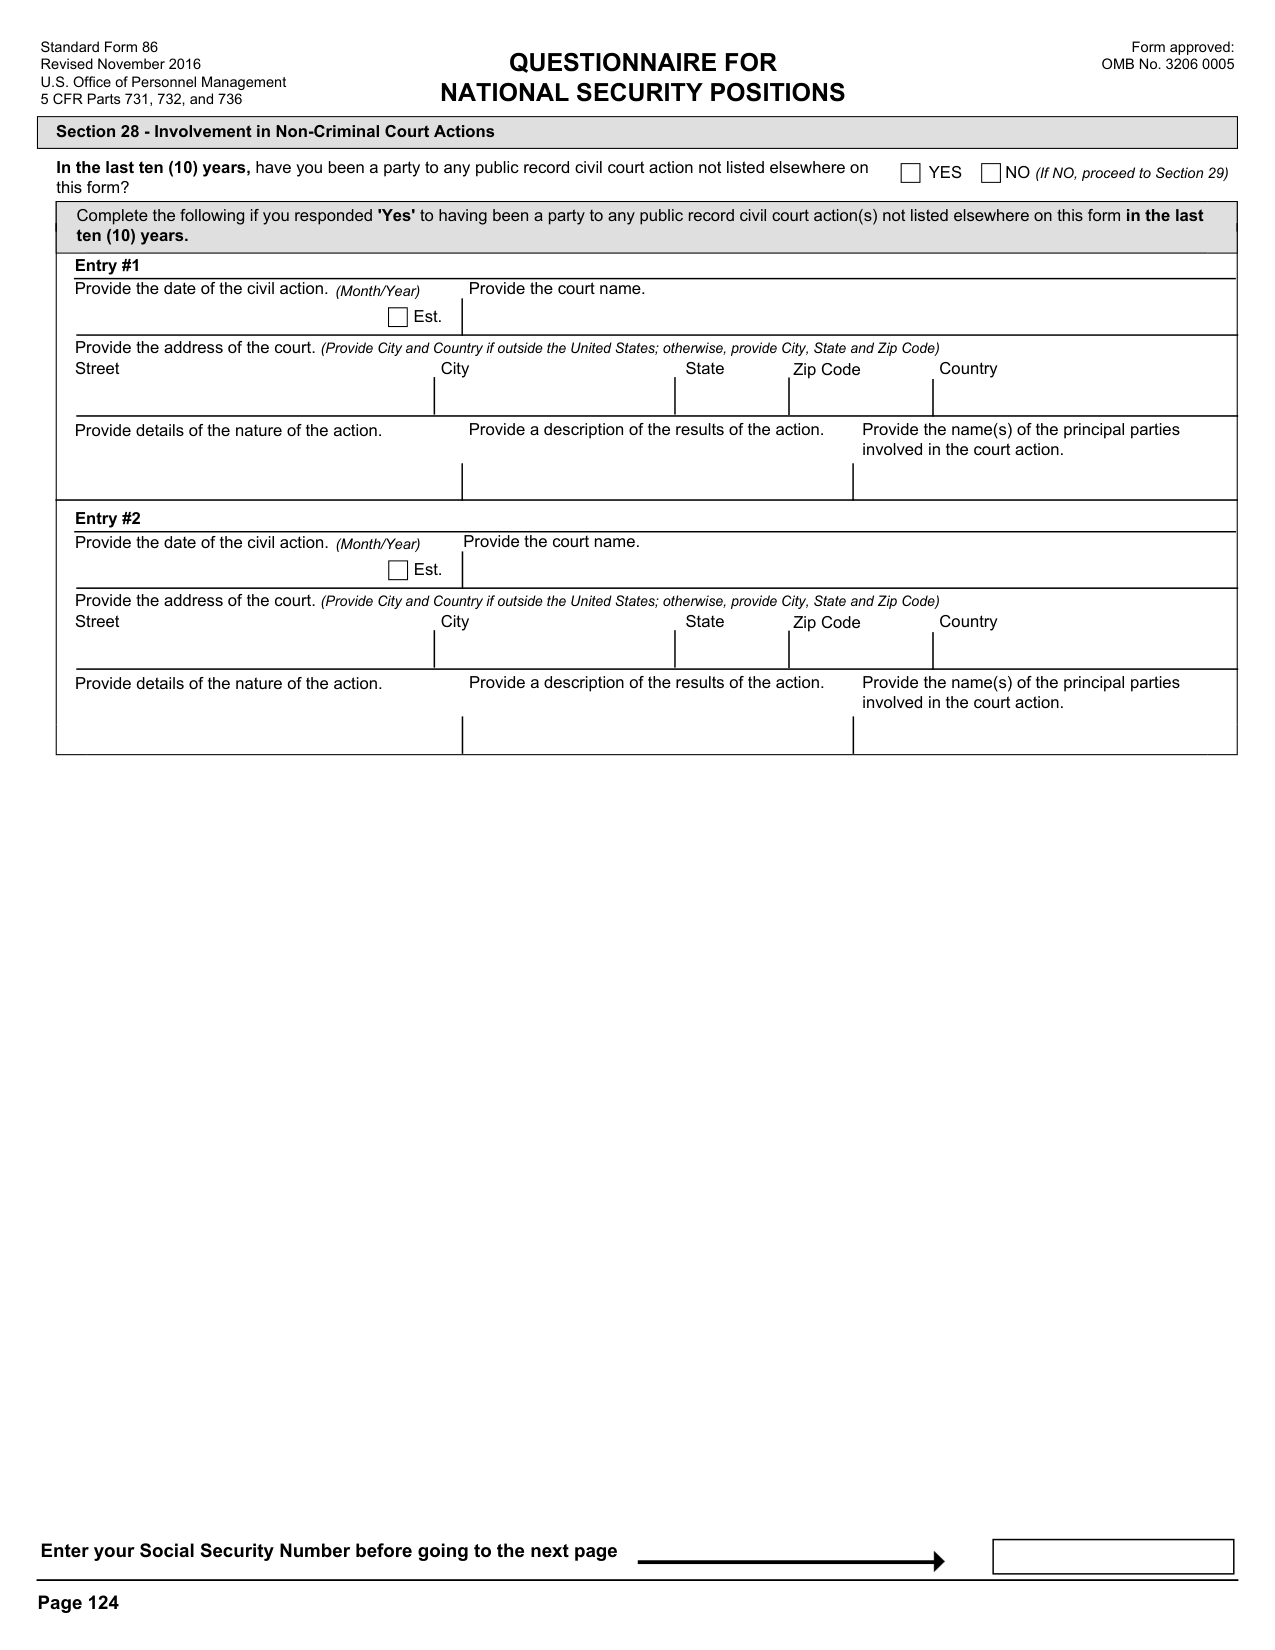 Standard Form 86
Revised November 2016
U.S. Office of Personnel Management
5 CFR Parts 731, 732, and 736
QUESTIONNAIRE FOR
NATIONAL SECURITY POSITIONS
Form approved:
OMB No. 3206 0005
Section 28 - Involvement in Non-Criminal Court Actions
In the last ten (10) years, have you been a party to any public record civil court action not listed elsewhere on
this form?
YES NO (If NO, proceed to Section 29)
Complete the following if you responded 'Yes' to having been a party to any public record civil court action(s) not listed elsewhere on this form in the last
ten (10) years.
Entry #1
Provide the date of the civil action. (Month/Year) Provide the court name.
Est.
Provide the address of the court. (Provide City and Country if outside the United States; otherwise, provide City, State and Zip Code)
Street City State Zip Code Country
Provide details of the nature of the action. Provide a description of the results of the action. Provide the name(s) of the principal parties
involved in the court action.
Entry #2
Provide the date of the civil action. (Month/Year) Provide the court name.
Est.
Provide the address of the court. (Provide City and Country if outside the United States; otherwise, provide City, State and Zip Code)
Street City State Zip Code Country
Provide details of the nature of the action. Provide a description of the results of the action. Provide the name(s) of the principal parties
involved in the court action.
Enter your Social Security Number before going to the next page
Page 124